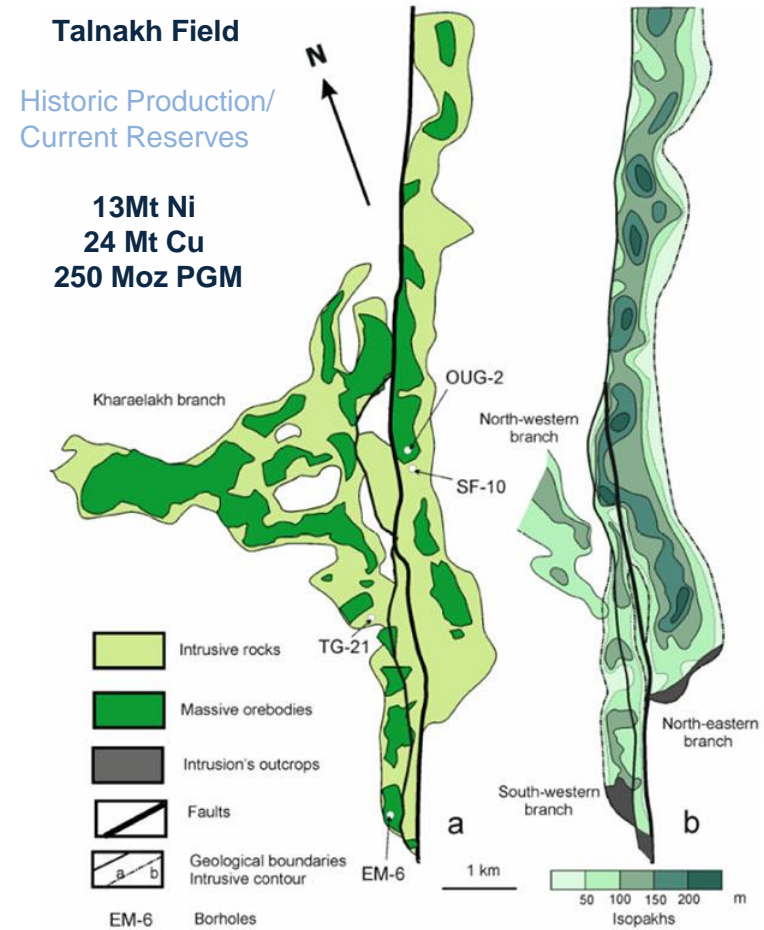 Talnakh Field
N
Historic Production/
Current Reserves
13Mt Ni
24 Mt Cu
250 Moz PGM
Kharaelakh branch
OUG-2
North-western
branch
SF-10
TG-21
Intrusive rocks
Massive orebodies
Intrusion's outcrops
Faults
a b
Geological boundaries
Intrusive contour
EM-6 Boreholes
EM-6
a
1 km
North-eastern
branch
South-western
branch
b
50 100 150 200 m
Isopakhs